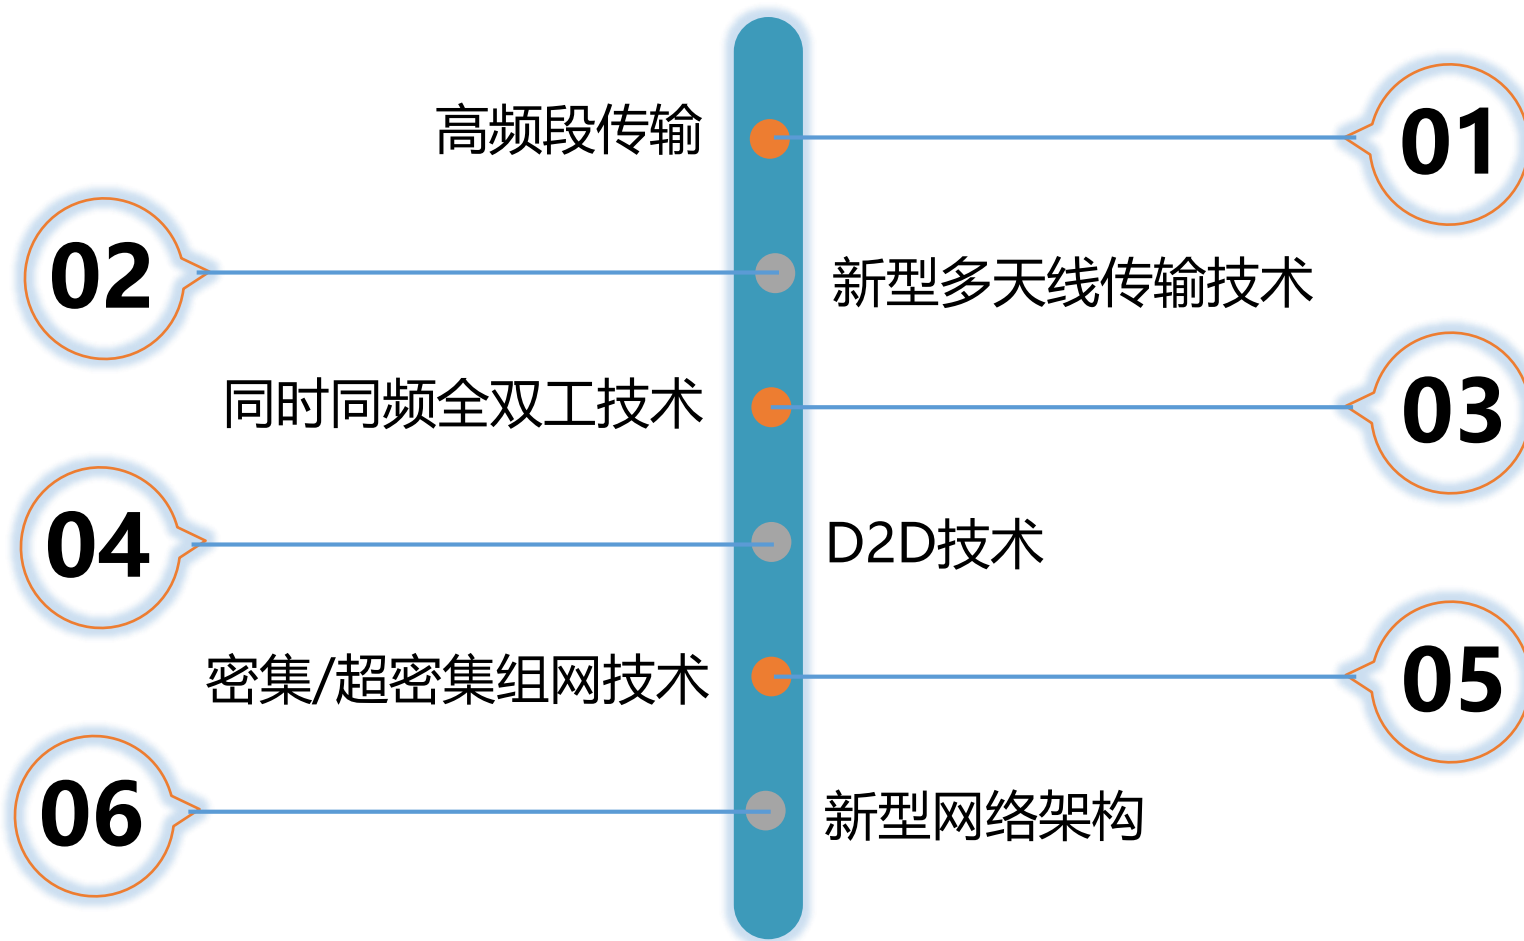 高频段传输
01
02
新型多天线传输技术
同时同频全双工技术
03
04
D2D技术
密集/超密集组网技术
05
06
新型网络架构